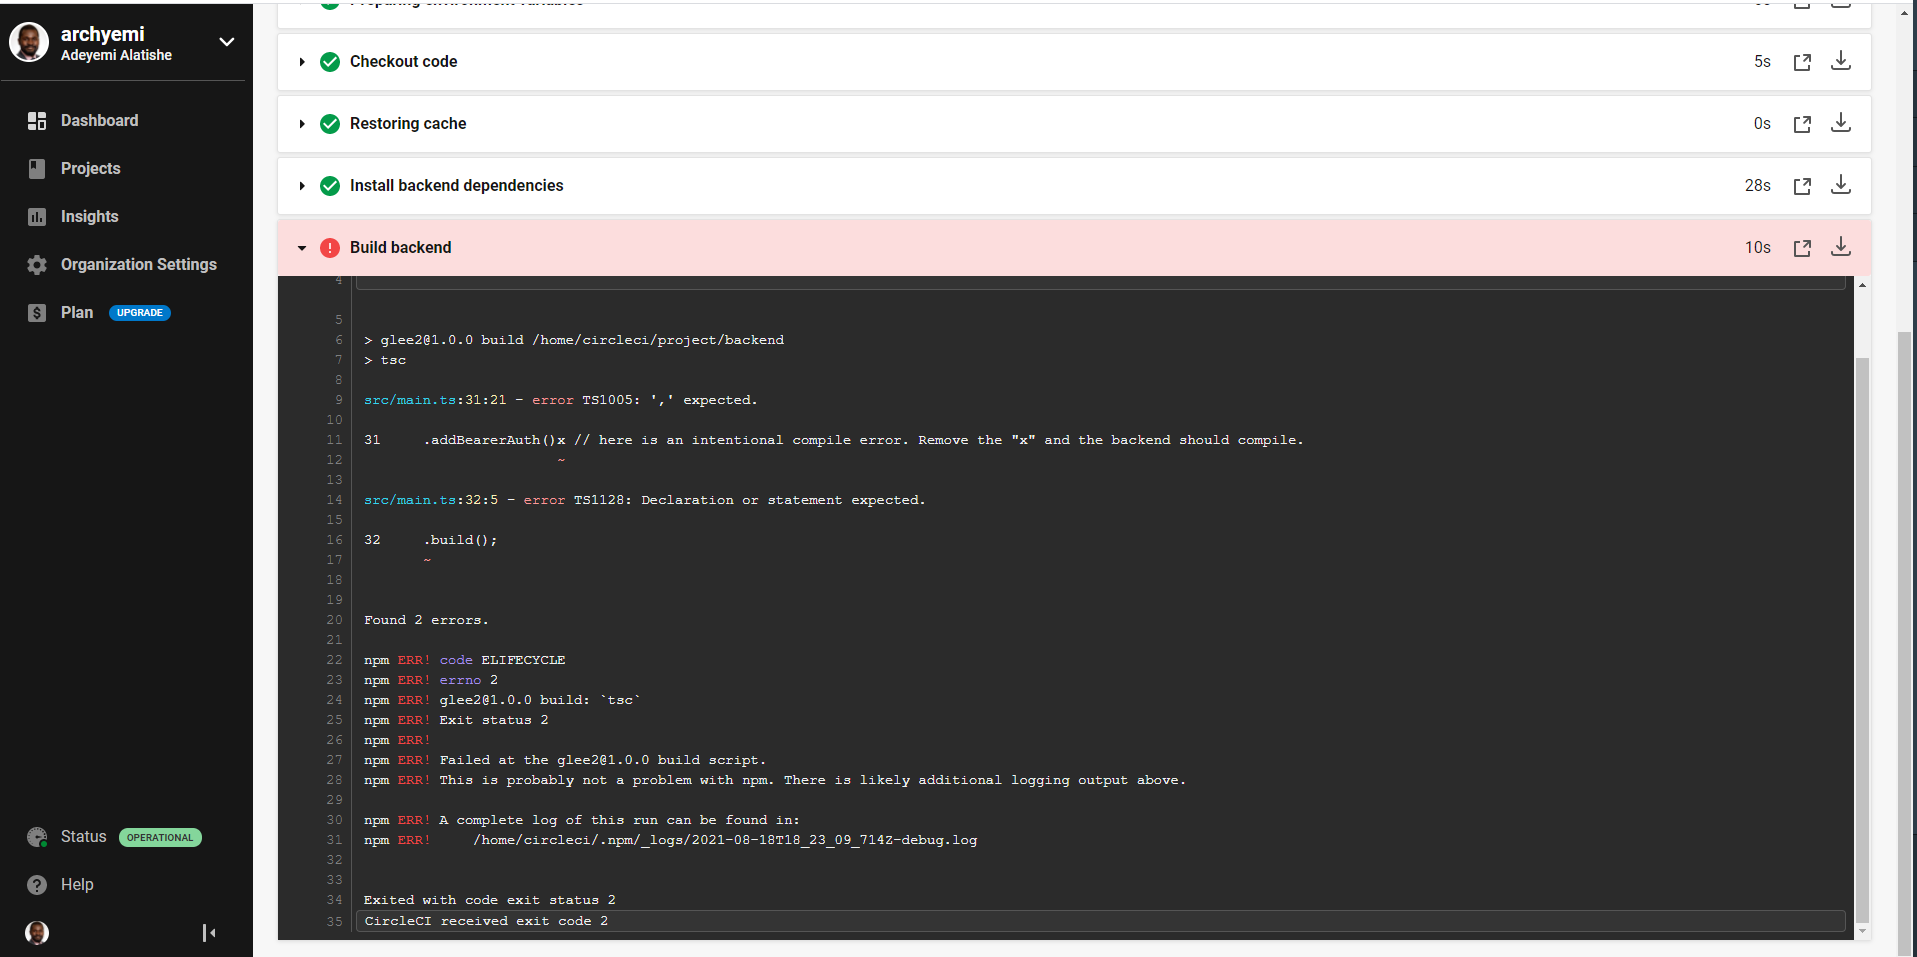 archyemi
Adeyemi Alatishe
Dashboard
Projects
Insights
Organization Settings
Plan UPGRADE
Status OPERATIONAL
Help
Preparing environment variables
Checkout code 5s
Restoring cache 0s
Install backend dependencies 28s
Build backend 10s
4
5
6 > glee2@1.0.0 build /home/circleci/project/backend
7 > tsc
8
9 src/main.ts:31:21 - error TS1005: ',' expected.
10
11 31     .addBearerAuth()x // here is an intentional compile error. Remove the "x" and the backend should compile.
12                        ~
13
14 src/main.ts:32:5 - error TS1128: Declaration or statement expected.
15
16 32     .build();
17        ~
18
19
20 Found 2 errors.
21
22 npm ERR! code ELIFECYCLE
23 npm ERR! errno 2
24 npm ERR! glee2@1.0.0 build: `tsc`
25 npm ERR! Exit status 2
26 npm ERR!
27 npm ERR! Failed at the glee2@1.0.0 build script.
28 npm ERR! This is probably not a problem with npm. There is likely additional logging output above.
29
30 npm ERR! A complete log of this run can be found in:
31 npm ERR!     /home/circleci/.npm/_logs/2021-08-18T18_23_09_714Z-debug.log
32
33
34 Exited with code exit status 2
35 CircleCI received exit code 2